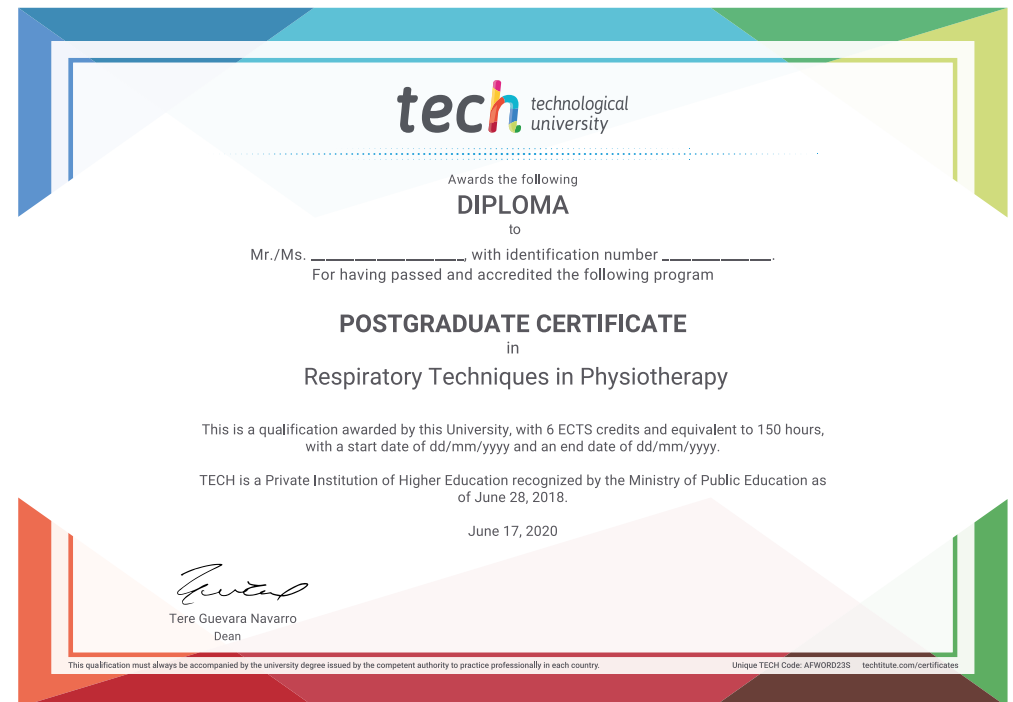 tech technological
university
Awards the following
DIPLOMA
to
Mr./Ms. ______________, with identification number __________.
For having passed and accredited the following program
POSTGRADUATE CERTIFICATE
in
Respiratory Techniques in Physiotherapy
This is a qualification awarded by this University, with 6 ECTS credits and equivalent to 150 hours,
with a start date of dd/mm/yyyy and an end date of dd/mm/yyyy.
TECH is a Private Institution of Higher Education recognized by the Ministry of Public Education as
of June 28, 2018.
June 17, 2020
Tere Guevara Navarro
Dean
This qualification must always be accompanied by the university degree issued by the competent authority to practice professionally in each country. Unique TECH Code: AFWORD23S techtitute.com/certificates